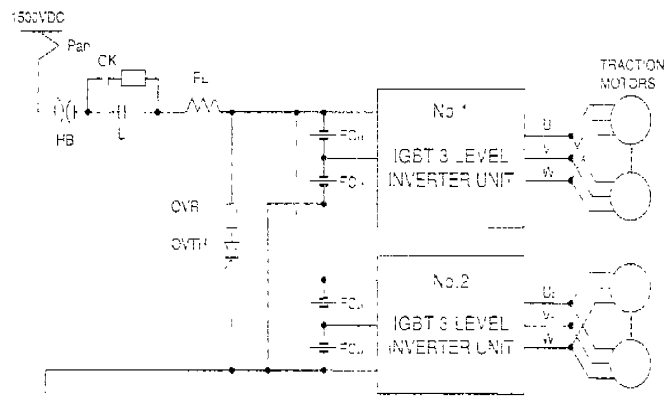 1500VDC
Pan
CK
FL
TRACTION
MOTORS
HB
L
No.1
IGBT 3 LEVEL
INVERTER UNIT
U
V
W
OVR
OVTH
No.2
IGBT 3 LEVEL
INVERTER UNIT